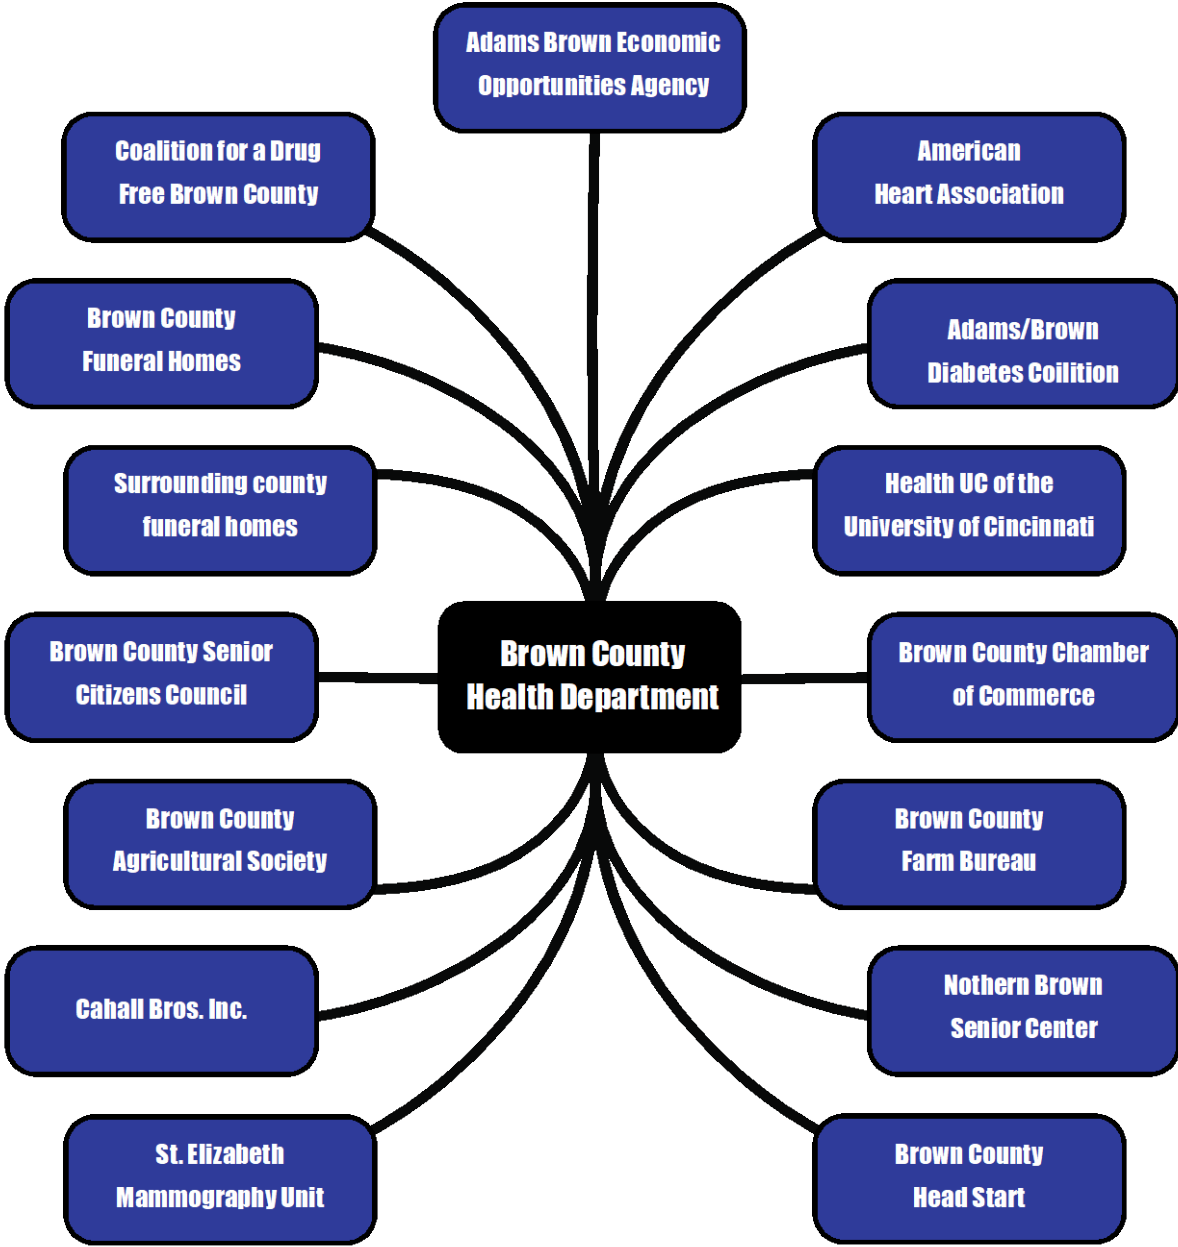 Adams Brown Economic
Opportunities Agency
Coalition for a Drug
Free Brown County
American
Heart Association
Brown County
Funeral Homes
Adams/Brown
Diabetes Coilition
Surrounding county
funeral homes
Health UC of the
University of Cincinnati
Brown County Senior
Citizens Council
Brown County
Health Department
Brown County Chamber
of Commerce
Brown County
Agricultural Society
Brown County
Farm Bureau
Cahall Bros. Inc.
Nothern Brown
Senior Center
St. Elizabeth
Mammography Unit
Brown County
Head Start